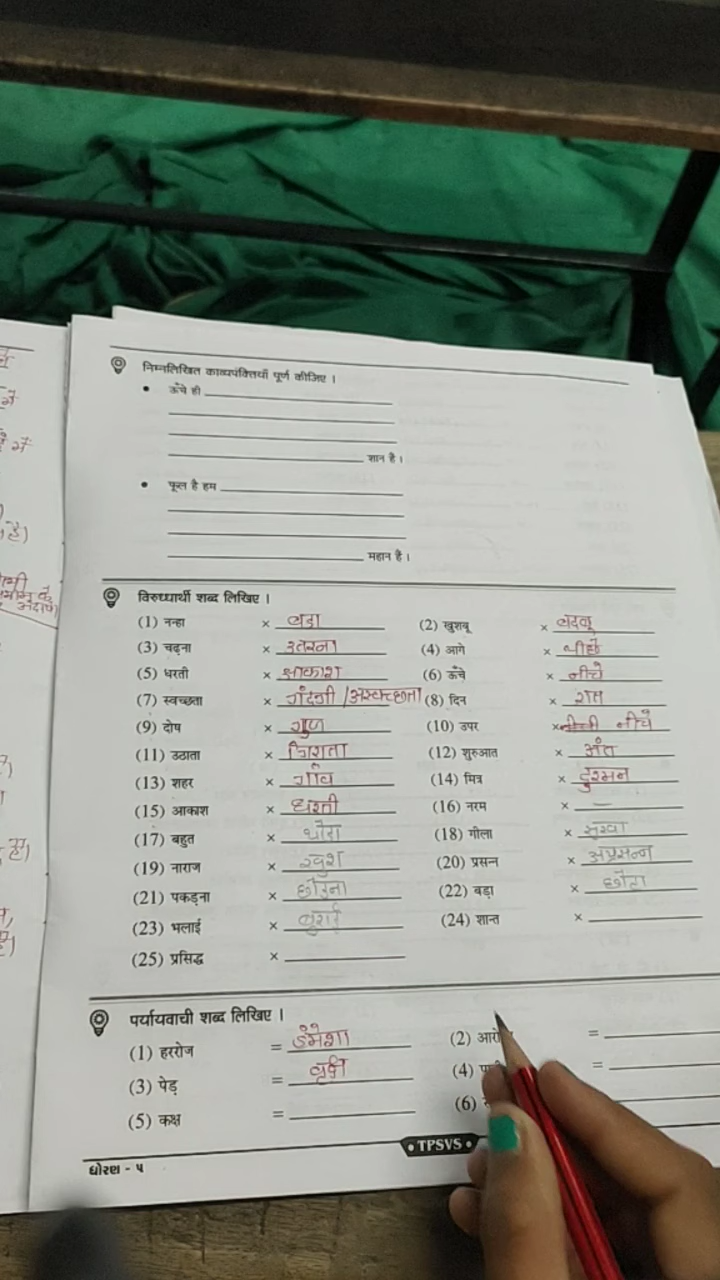 निम्नलिखित काव्यपंक्तियाँ पूर्ण कीजिए ।
• ऊँचे ही
शान है ।
• फूल है हम
महान है ।
विरुध्धार्थी शब्द लिखिए ।
(1) नन्हा × बड़ा (2) खुशबू × बदबू
(3) चढ़ना × उतरना (4) आगे × पीछे
(5) धरती × आकाश (6) ऊँचे × नीचे
(7) स्वच्छता × गंदगी /अस्वच्छता (8) दिन × रात
(9) दोष × गुण (10) उपर × नीचे
(11) उठाता × गिराता (12) शुरुआत × अंत
(13) शहर × गाँव (14) मित्र × दुश्मन
(15) आकाश × धरती (16) नरम × –
(17) बहुत × थोरा (18) गीला × सूखा
(19) नाराज × खुश (20) प्रसन्न × अप्रसन्न
(21) पकड़ना × छोड़ना (22) बड़ा × छोटा
(23) भलाई × बुराई (24) शान्त ×
(25) प्रसिद्ध ×
पर्यायवाची शब्द लिखिए ।
(1) हररोज = हंमेशा (2) =
(3) पेड़ = वृक्ष (4) =
(5) कक्ष = (6)
• TPSVS •
ધોરણ - ૫